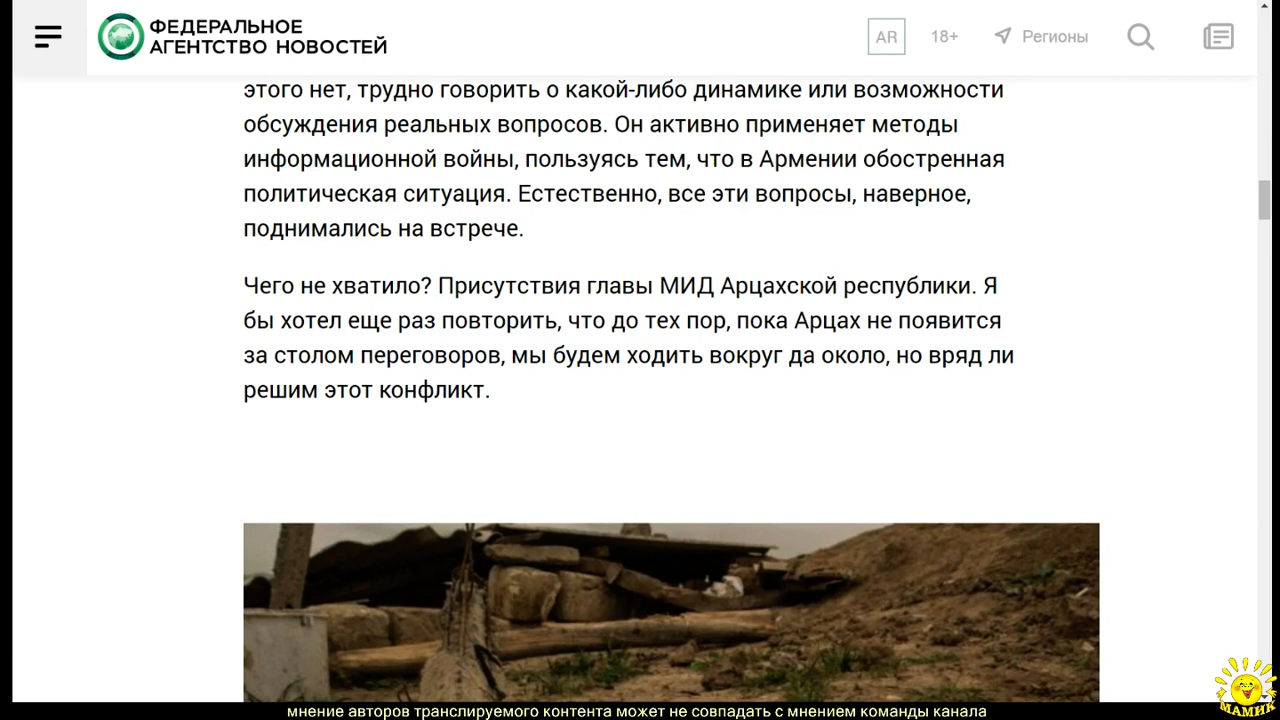 ФЕДЕРАЛЬНОЕ
АГЕНТСТВО НОВОСТЕЙ
AR
18+
Регионы
этого нет, трудно говорить о какой-либо динамике или возможности
обсуждения реальных вопросов. Он активно применяет методы
информационной войны, пользуясь тем, что в Армении обостренная
политическая ситуация. Естественно, все эти вопросы, наверное,
поднимались на встрече.
Чего не хватило? Присутствия главы МИД Арцахской республики. Я
бы хотел еще раз повторить, что до тех пор, пока Арцах не появится
за столом переговоров, мы будем ходить вокруг да около, но вряд ли
решим этот конфликт.
МАМИК
мнение авторов транслируемого контента может не совпадать с мнением команды канала